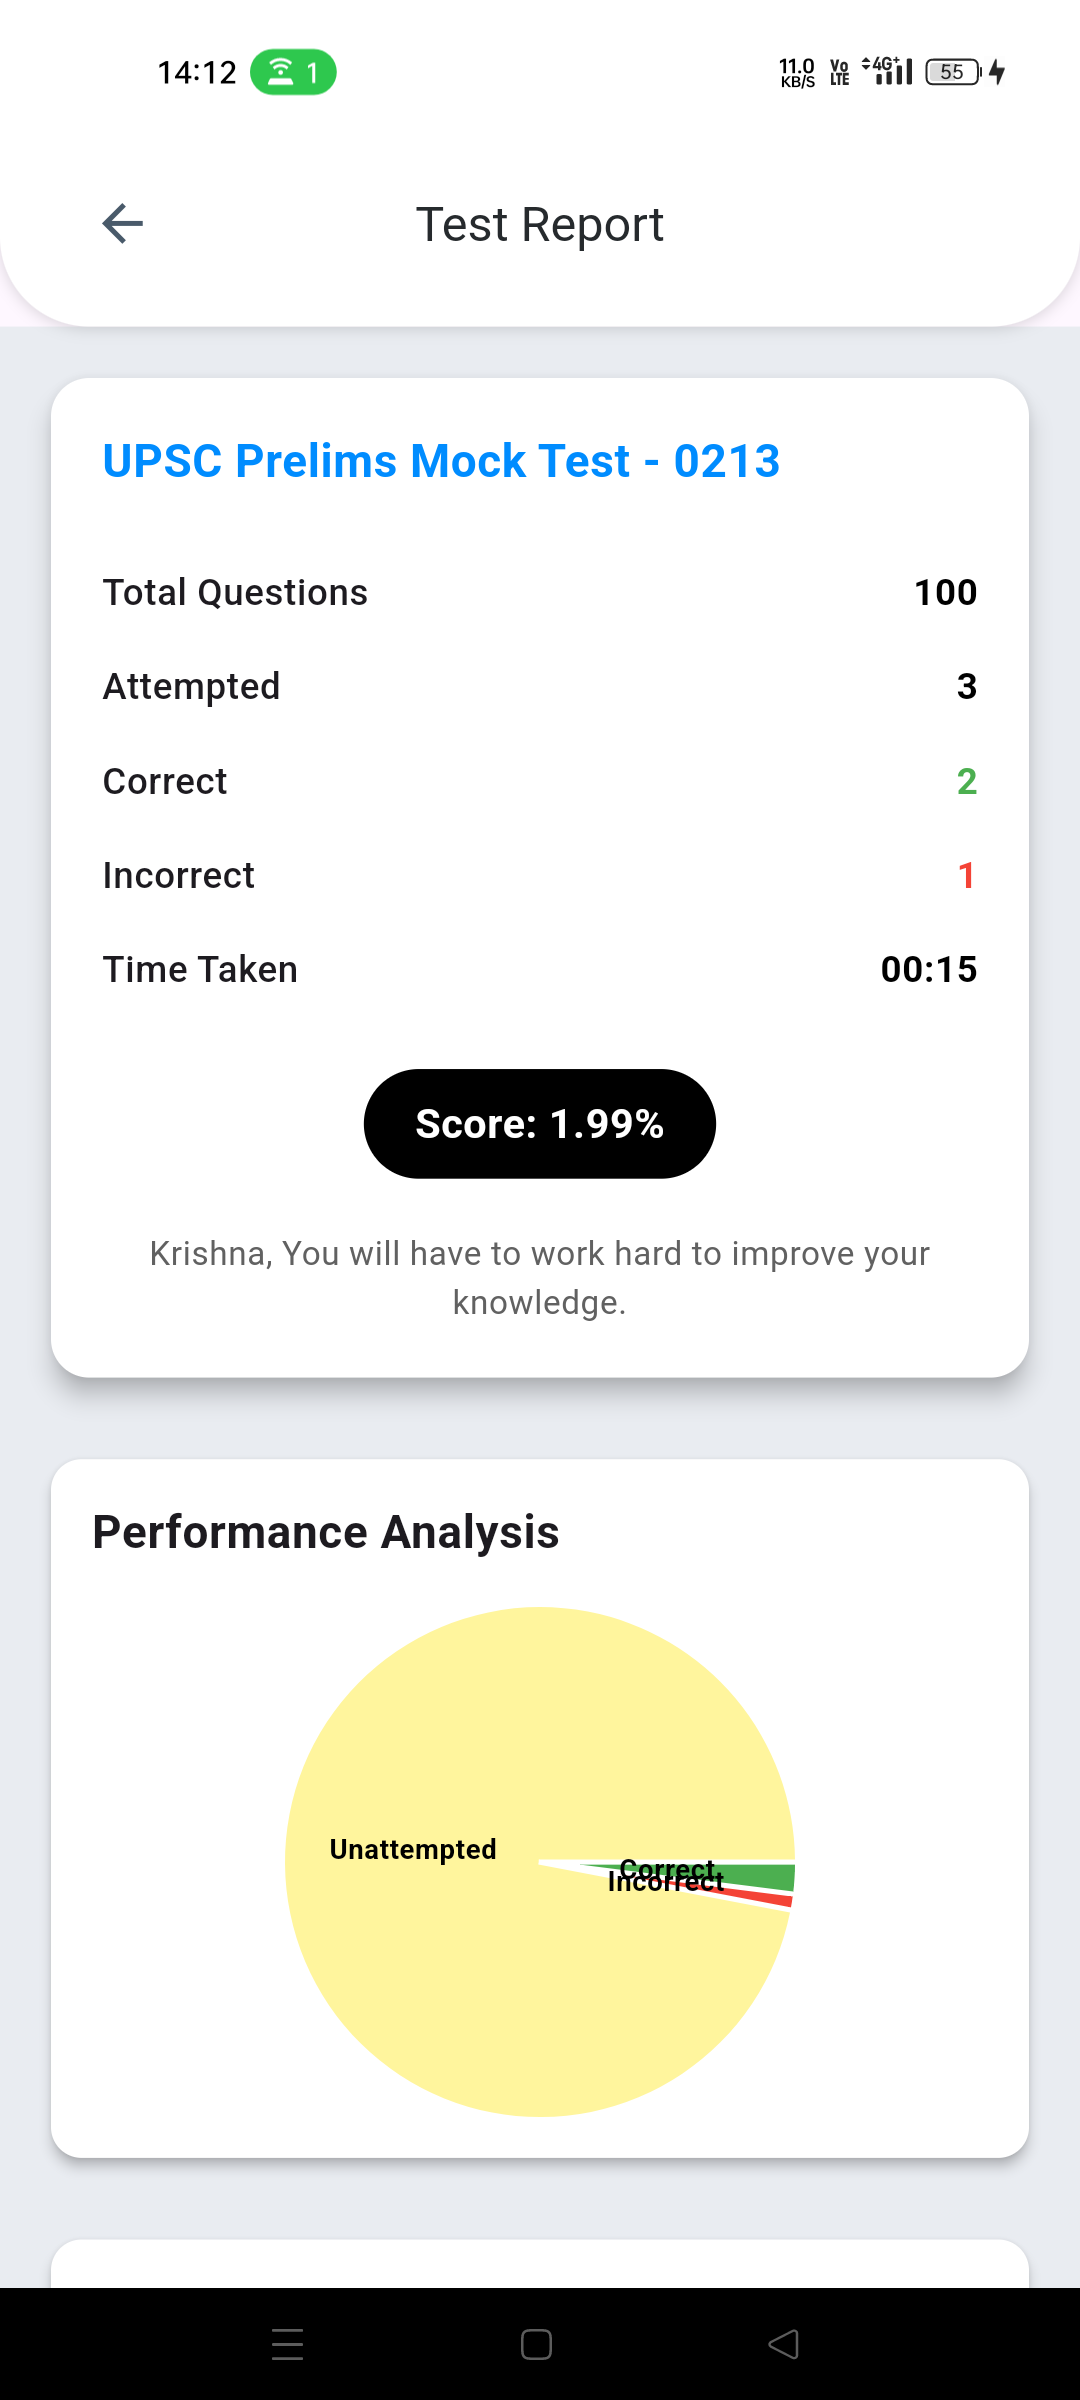 14:12 1 11.0 KB/S Vo LTE 4G+ 55
Test Report
UPSC Prelims Mock Test - 0213
Total Questions 100
Attempted 3
Correct 2
Incorrect 1
Time Taken 00:15
Score: 1.99%
Krishna, You will have to work hard to improve your
knowledge.
Performance Analysis
Unattempted
Correct
Incorrect